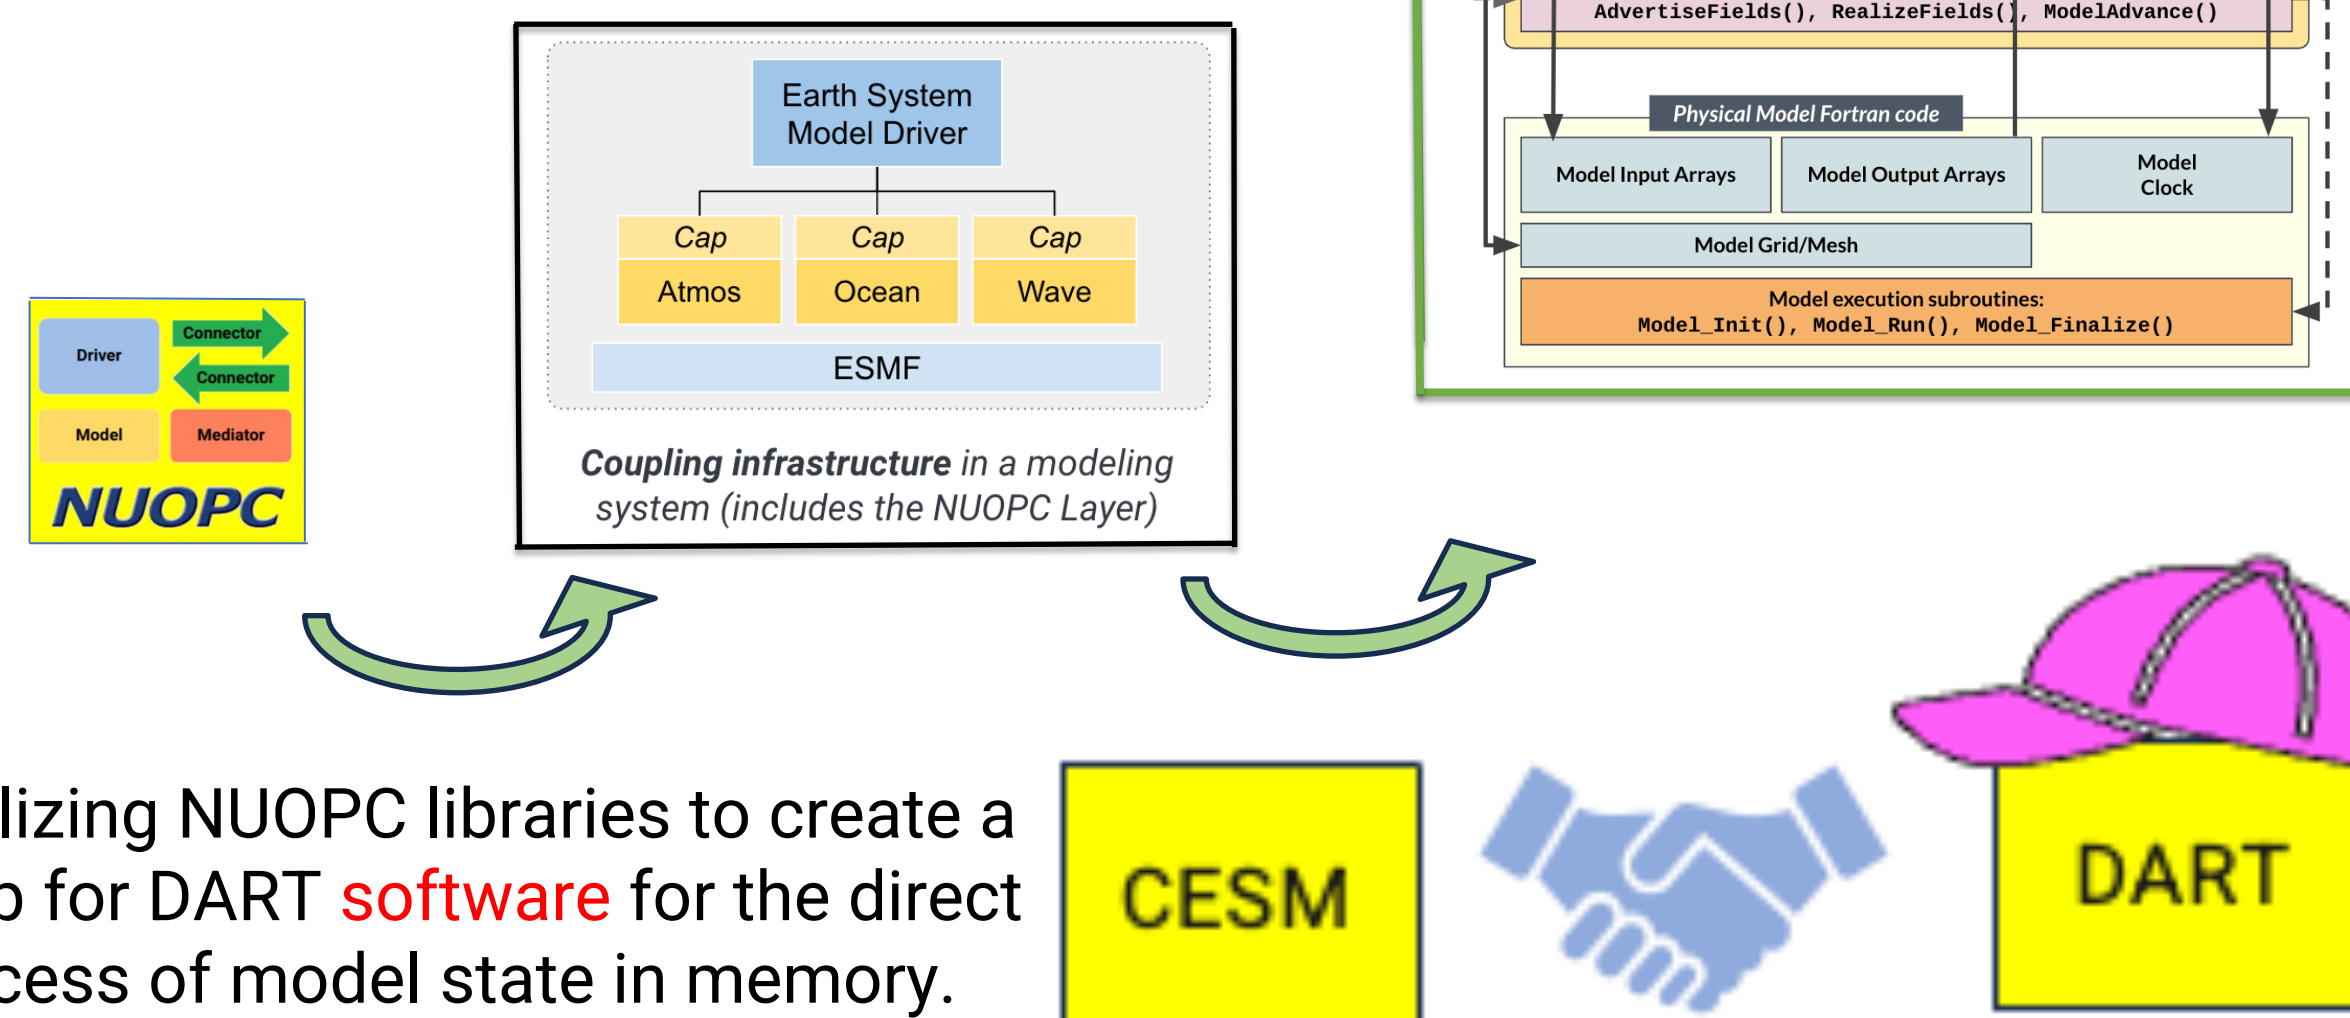 Driver
Connector
Connector
Model
Mediator
NUOPC
Earth System
Model Driver
Cap
Cap
Cap
Atmos
Ocean
Wave
ESMF
Coupling infrastructure in a modeling
system (includes the NUOPC Layer)
AdvertiseFields(), RealizeFields(), ModelAdvance()
Physical Model Fortran code
Model Input Arrays
Model Output Arrays
Model
Clock
Model Grid/Mesh
Model execution subroutines:
Model_Init(), Model_Run(), Model_Finalize()
lizing NUOPC libraries to create a
for DART software for the direct
cess of model state in memory.
CESM
DART